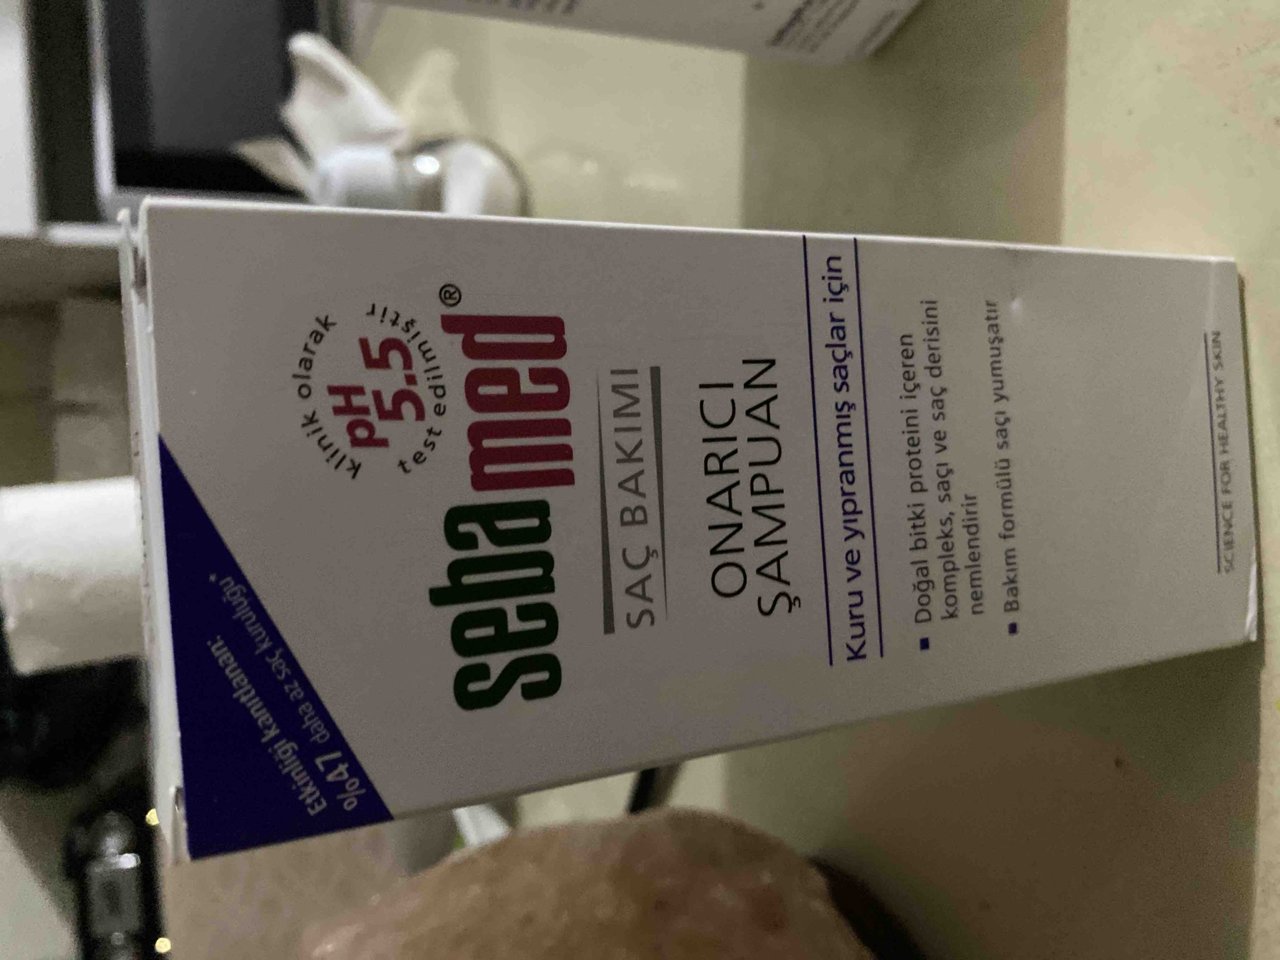 Etkinliği kanıtlanan:
%47 daha az saç kuruluğu*
klinik olarak
pH
5.5
test edilmiştir
sebamed®
SAÇ BAKIMI
ONARICI
ŞAMPUAN
Kuru ve yıpranmış saçlar için
▪ Doğal bitki proteini içeren
kompleks, saçı ve saç derisini
nemlendirir
▪ Bakım formülü saçı yumuşatır
SCIENCE FOR HEALTHY SKIN